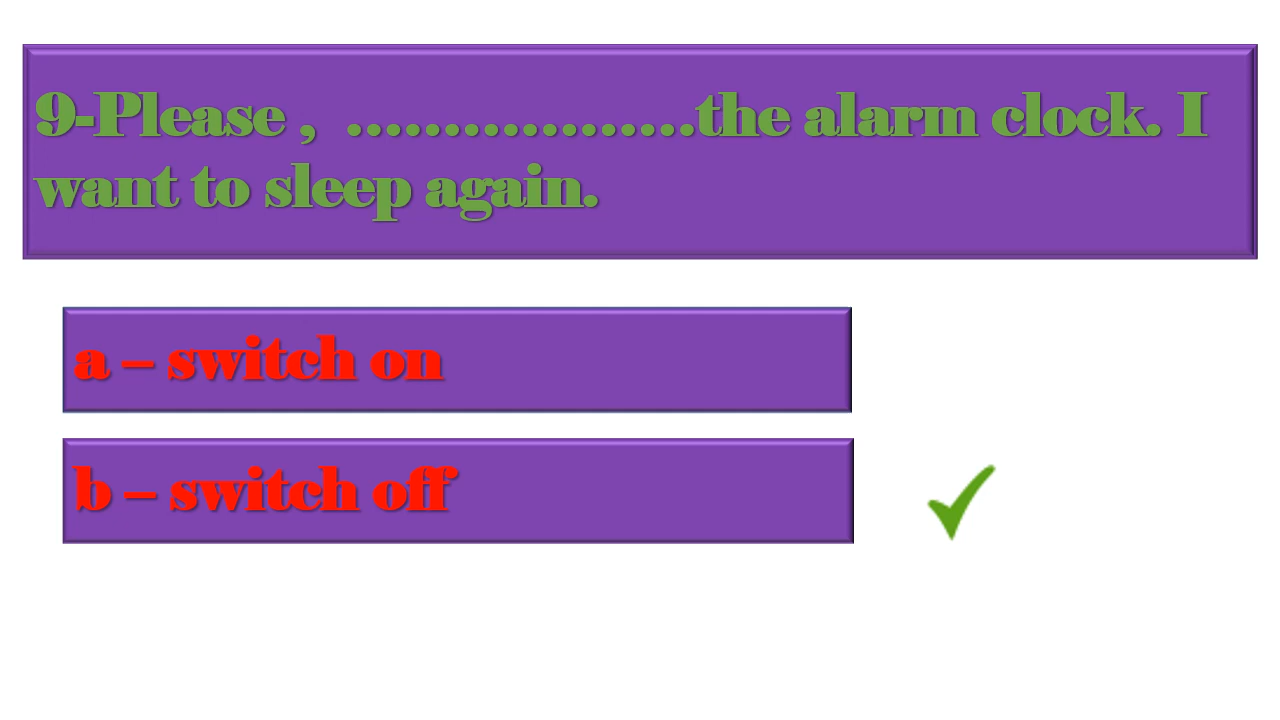 9-Please , ..................the alarm clock. I
want to sleep again.
a – switch on
b – switch off